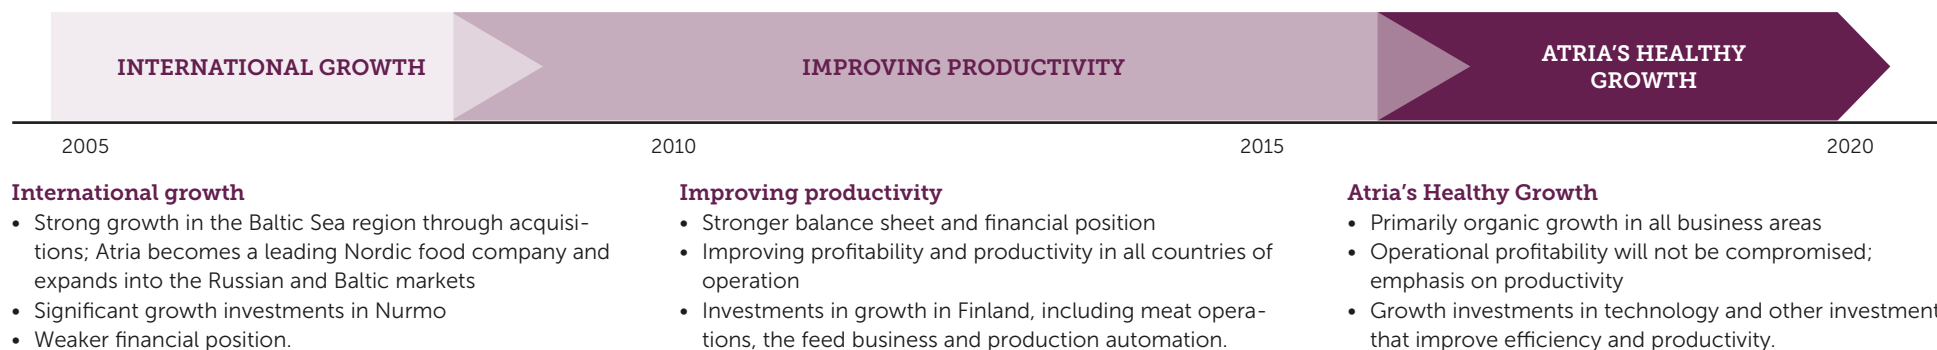 INTERNATIONAL GROWTH
IMPROVING PRODUCTIVITY
ATRIA’S HEALTHY
GROWTH
2005
2010
2015
2020
International growth
• Strong growth in the Baltic Sea region through acquisi-
tions; Atria becomes a leading Nordic food company and
expands into the Russian and Baltic markets
• Significant growth investments in Nurmo
• Weaker financial position.
Improving productivity
• Stronger balance sheet and financial position
• Improving profitability and productivity in all countries of
operation
• Investments in growth in Finland, including meat opera-
tions, the feed business and production automation.
Atria’s Healthy Growth
• Primarily organic growth in all business areas
• Operational profitability will not be compromised;
emphasis on productivity
• Growth investments in technology and other investment
that improve efficiency and productivity.